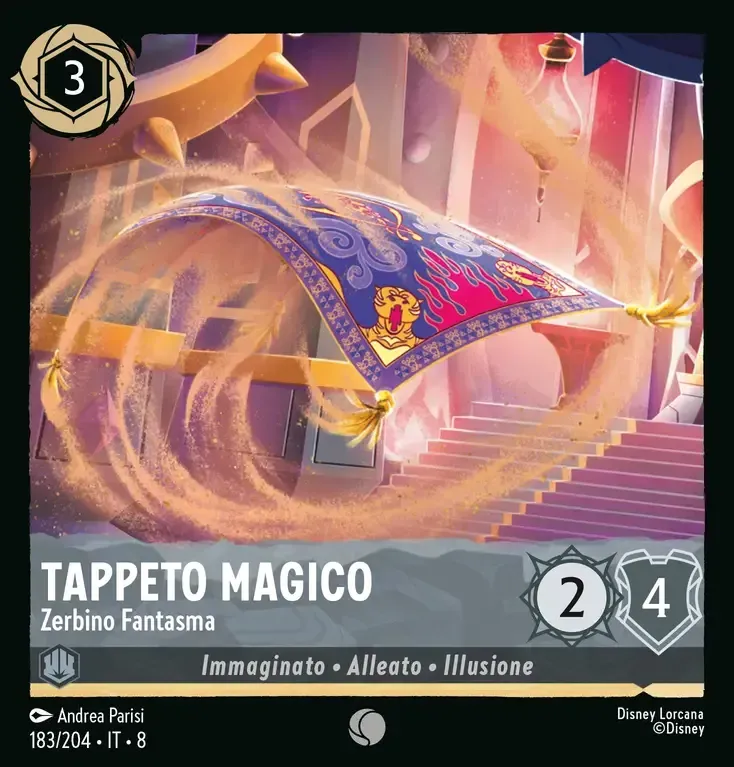 3
TAPPETO MAGICO
Zerbino Fantasma
2
4
Immaginato • Alleato • Illusione
Andrea Parisi
183/204 • IT • 8
Disney Lorcana
©Disney